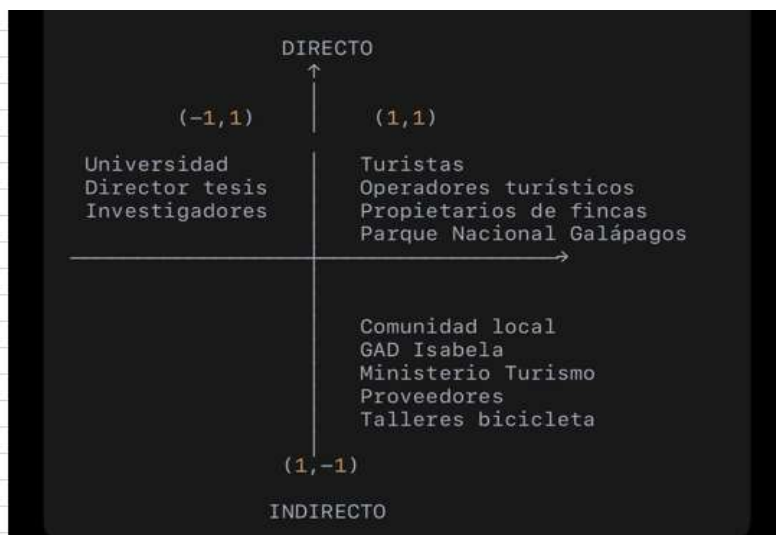 DIRECTO
(-1,1)
(1,1)
Universidad
Director tesis
Investigadores
Turistas
Operadores turísticos
Propietarios de fincas
Parque Nacional Galápagos
Comunidad local
GAD Isabela
Ministerio Turismo
Proveedores
Talleres bicicleta
(1,-1)
INDIRECTO